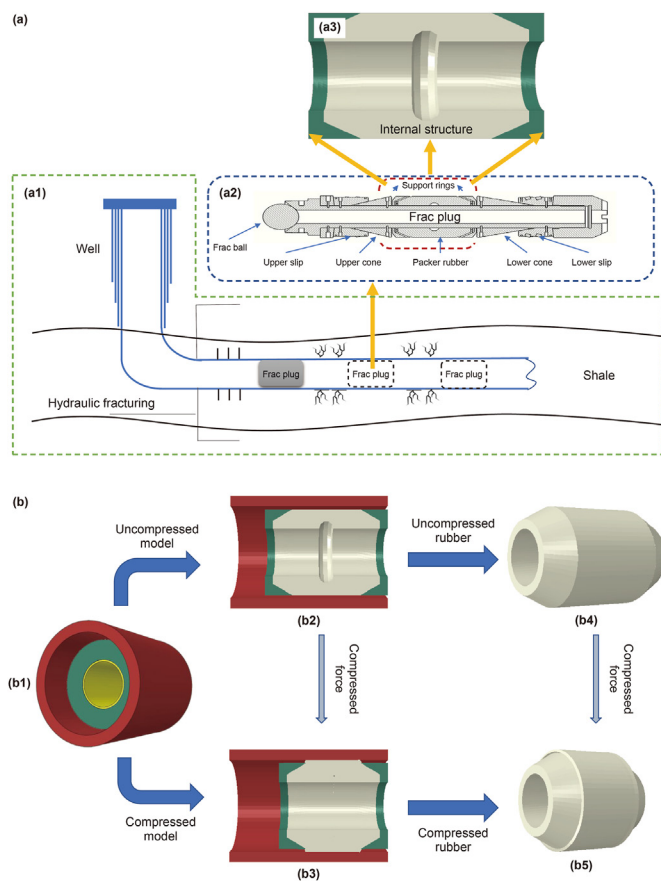 (a)
(a3)
Internal structure
(a1)
(a2)
Support rings
Frac plug
Frac ball
Upper slip
Upper cone
Packer rubber
Lower cone
Lower slip
Well
Frac plug
Frac plug
Frac plug
Shale
Hydraulic fracturing
(b)
Uncompressed
model
Uncompressed
rubber
(b2)
(b4)
(b1)
Compressed
force
Compressed
force
Compressed
model
Compressed
rubber
(b3)
(b5)